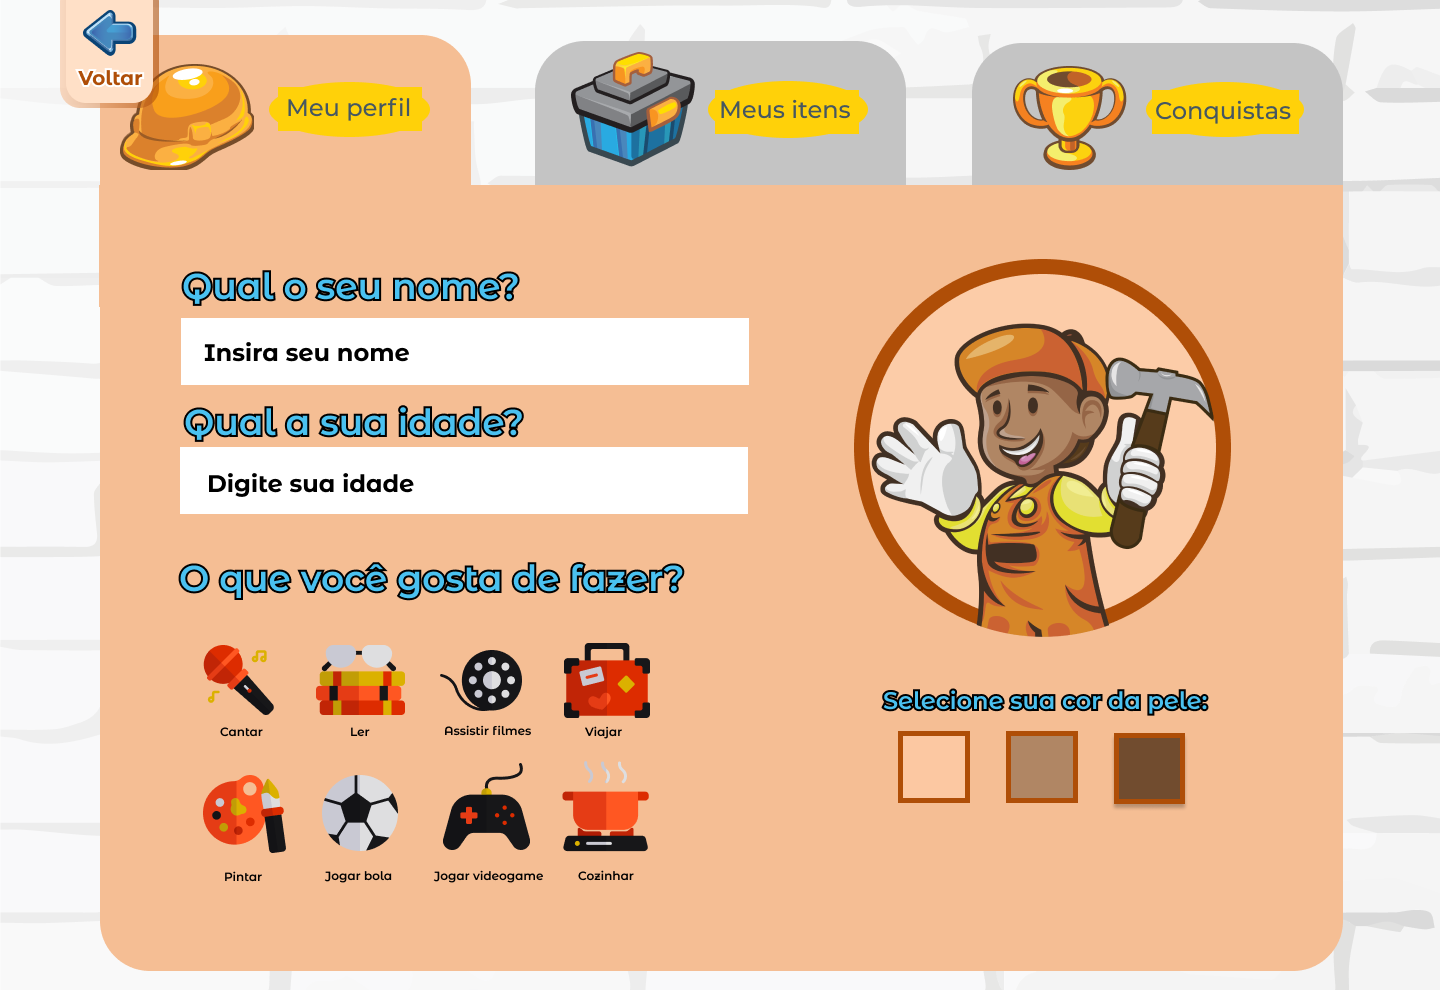 Voltar
Meu perfil
Meus itens
Conquistas
Qual o seu nome?
Insira seu nome
Qual a sua idade?
Digite sua idade
O que você gosta de fazer?
Cantar
Ler
Assistir filmes
Viajar
Pintar
Jogar bola
Jogar videogame
Cozinhar
Selecione sua cor da pele: